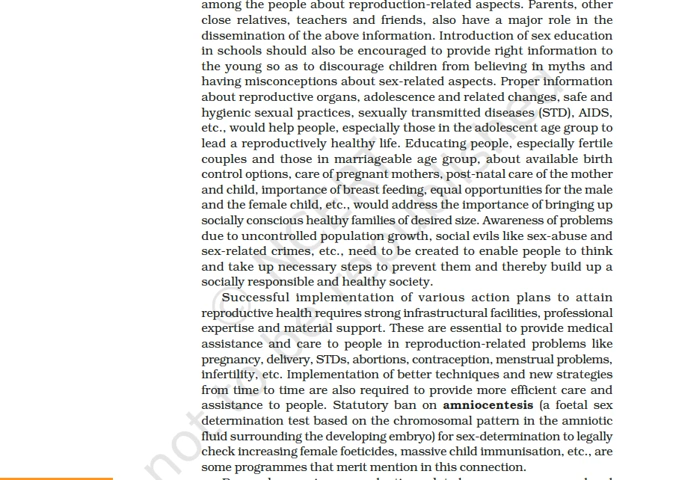 among the people about reproduction-related aspects. Parents, other
close relatives, teachers and friends, also have a major role in the
dissemination of the above information. Introduction of sex education
in schools should also be encouraged to provide right information to
the young so as to discourage children from believing in myths and
having misconceptions about sex-related aspects. Proper information
about reproductive organs, adolescence and related changes, safe and
hygienic sexual practices, sexually transmitted diseases (STD), AIDS,
etc., would help people, especially those in the adolescent age group to
lead a reproductively healthy life. Educating people, especially fertile
couples and those in marriageable age group, about available birth
control options, care of pregnant mothers, post-natal care of the mother
and child, importance of breast feeding, equal opportunities for the male
and the female child, etc., would address the importance of bringing up
socially conscious healthy families of desired size. Awareness of problems
due to uncontrolled population growth, social evils like sex-abuse and
sex-related crimes, etc., need to be created to enable people to think
and take up necessary steps to prevent them and thereby build up a
socially responsible and healthy society.
Successful implementation of various action plans to attain
reproductive health requires strong infrastructural facilities, professional
expertise and material support. These are essential to provide medical
assistance and care to people in reproduction-related problems like
pregnancy, delivery, STDs, abortions, contraception, menstrual problems,
infertility, etc. Implementation of better techniques and new strategies
from time to time are also required to provide more efficient care and
assistance to people. Statutory ban on amniocentesis (a foetal sex
determination test based on the chromosomal pattern in the amniotic
fluid surrounding the developing embryo) for sex-determination to legally
check increasing female foeticides, massive child immunisation, etc., are
some programmes that merit mention in this connection.
© NCERT
not to be republished